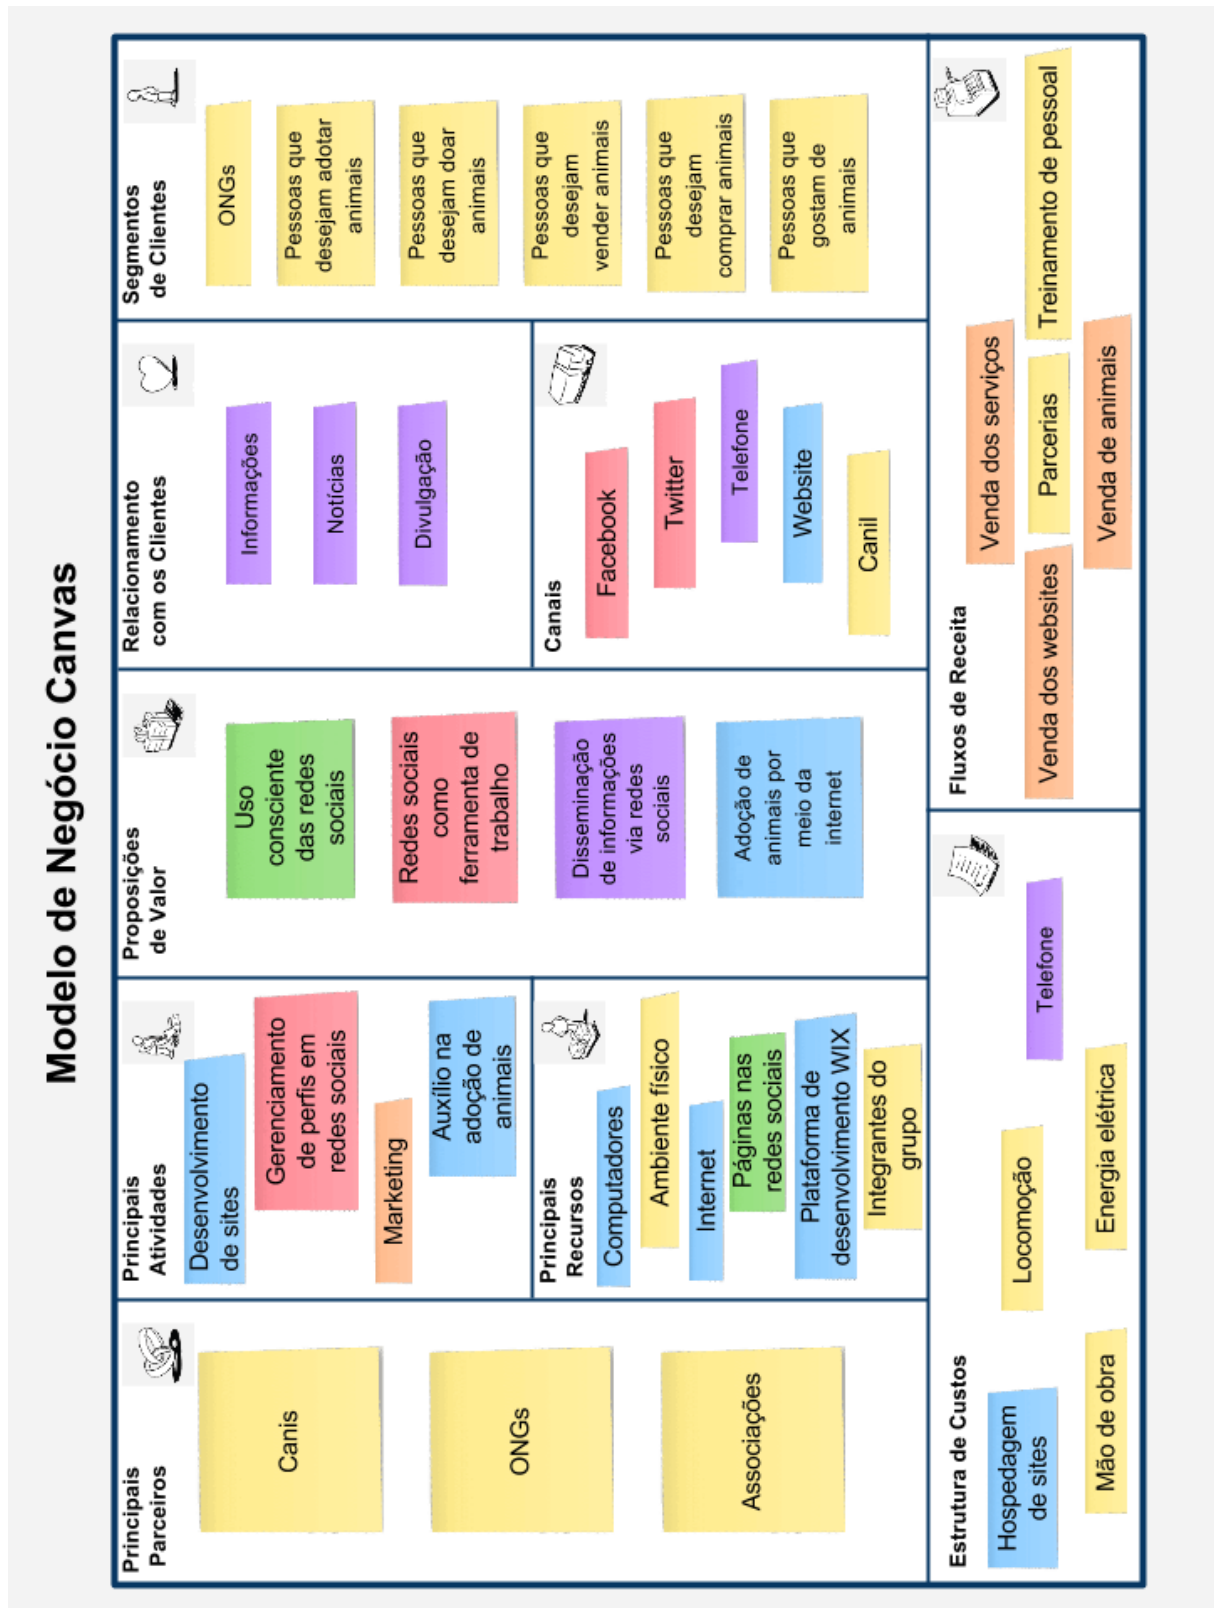 Modelo de Negócio Canvas
Principais
Parceiros
Canis
ONGs
Associações
Principais
Atividades
Desenvolvimento
de sites
Gerenciamento
de perfis em
redes sociais
Marketing
Auxílio na
adoção de
animais
Principais
Recursos
Computadores
Ambiente físico
Internet
Páginas nas
redes sociais
Plataforma de
desenvolvimento WIX
Integrantes do
grupo
Proposições
de Valor
Uso
consciente
das redes
sociais
Redes sociais
como
ferramenta de
trabalho
Disseminação
de informações
via redes
sociais
Adoção de
animais por
meio da
internet
Relacionamento
com os Clientes
Informações
Notícias
Divulgação
Canais
Facebook
Twitter
Telefone
Website
Canil
Segmentos
de Clientes
ONGs
Pessoas que
desejam adotar
animais
Pessoas que
desejam doar
animais
Pessoas que
desejam
vender animais
Pessoas que
desejam
comprar animais
Pessoas que
gostam de
animais
Estrutura de Custos
Hospedagem
de sites
Locomoção
Telefone
Mão de obra
Energia elétrica
Fluxos de Receita
Venda dos serviços
Venda dos websites
Parcerias
Treinamento de pessoal
Venda de animais